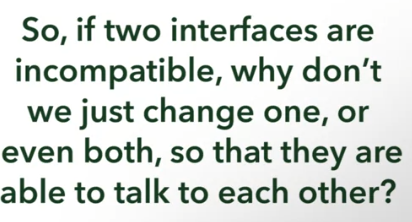 So, if two interfaces are
incompatible, why don’t
we just change one, or
even both, so that they are
able to talk to each other?